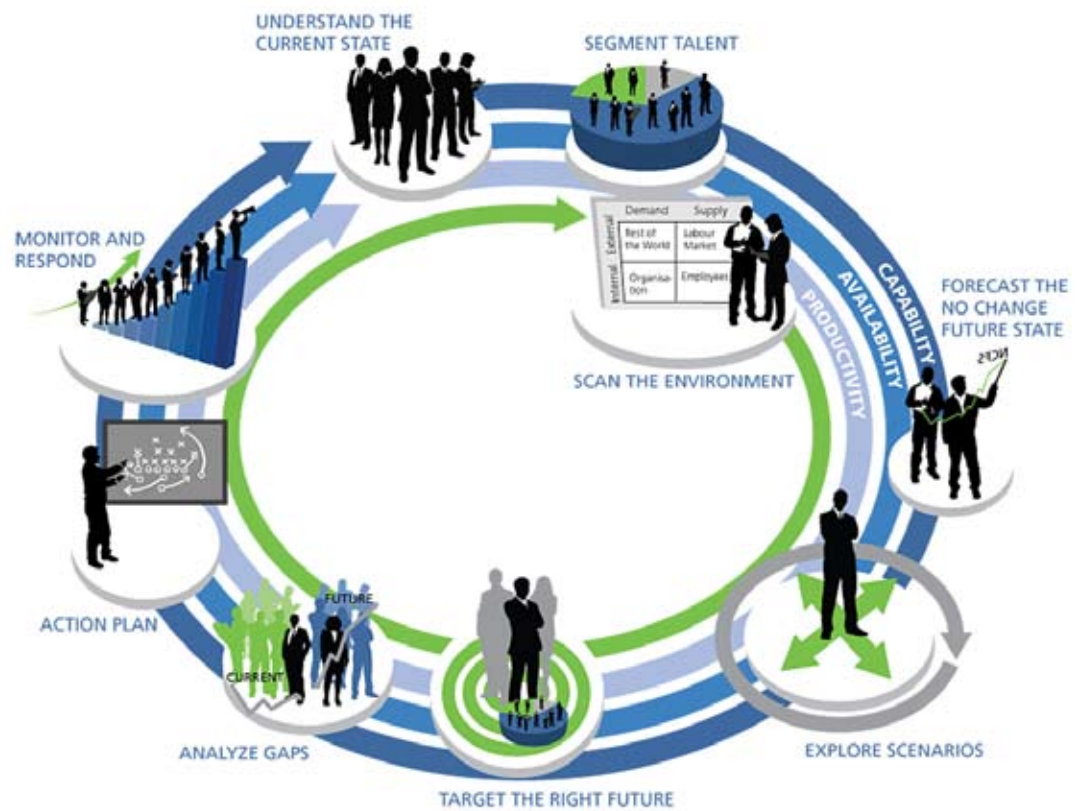 UNDERSTAND THE
CURRENT STATE
SEGMENT TALENT
Demand Supply
External
Rest of
the World
Labour
Market
Internal
Organisa-
tion
Employees
SCAN THE ENVIRONMENT
CAPABILITY
AVAILABILITY
PRODUCTIVITY
FORECAST THE
NO CHANGE
FUTURE STATE
NCFS
EXPLORE SCENARIOS
TARGET THE RIGHT FUTURE
FUTURE
CURRENT
ANALYZE GAPS
ACTION PLAN
MONITOR AND
RESPOND